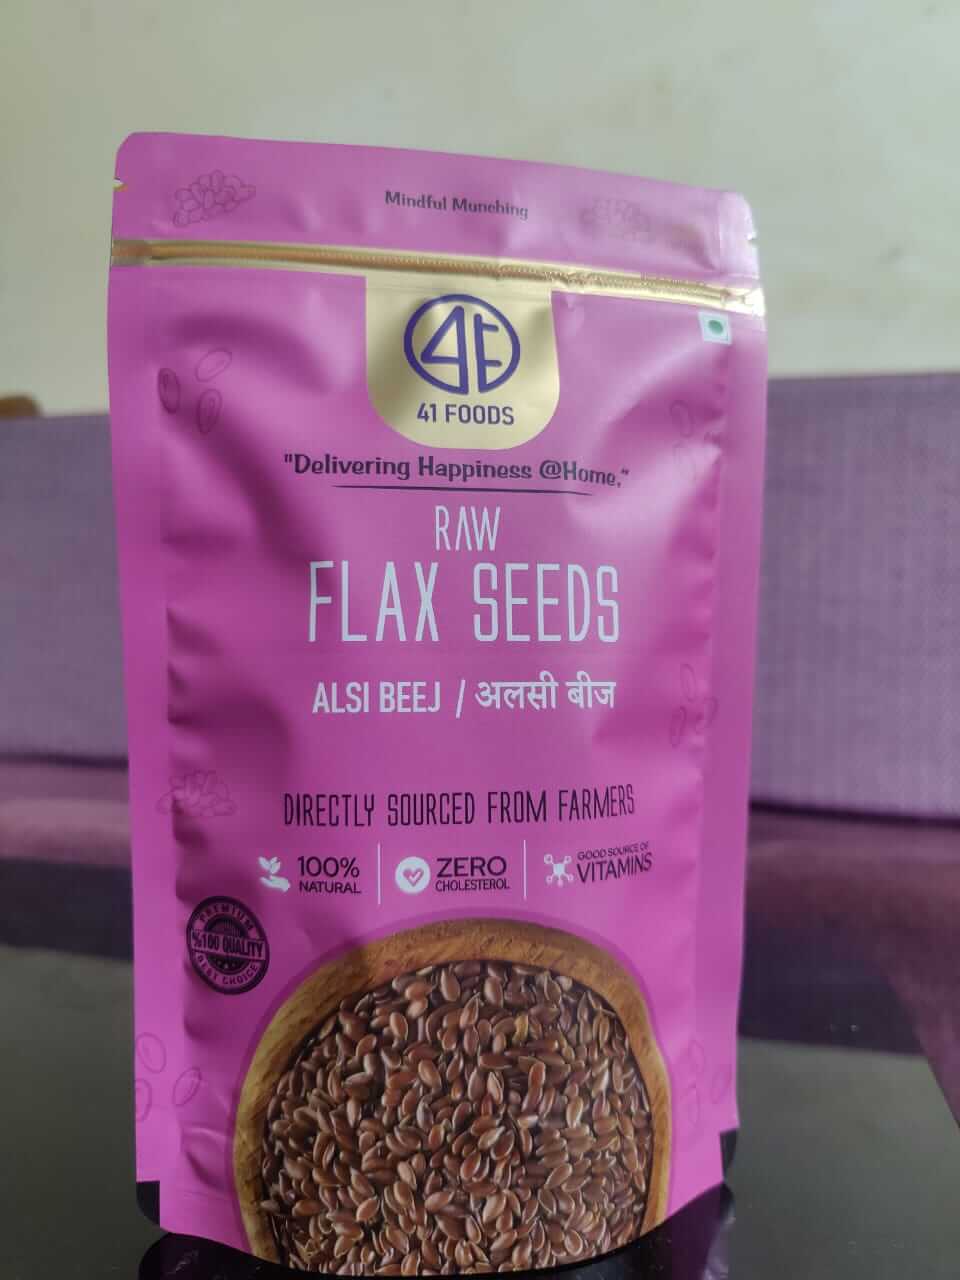 Mindful Munching
41 FOODS
"Delivering Happiness @Home,"
RAW
FLAX SEEDS
ALSI BEEJ / अलसी बीज
DIRECTLY SOURCED FROM FARMERS
100%
NATURAL
ZERO
CHOLESTEROL
GOOD SOURCE OF
VITAMINS
PREMIUM
%100 QUALITY
BEST CHOICE